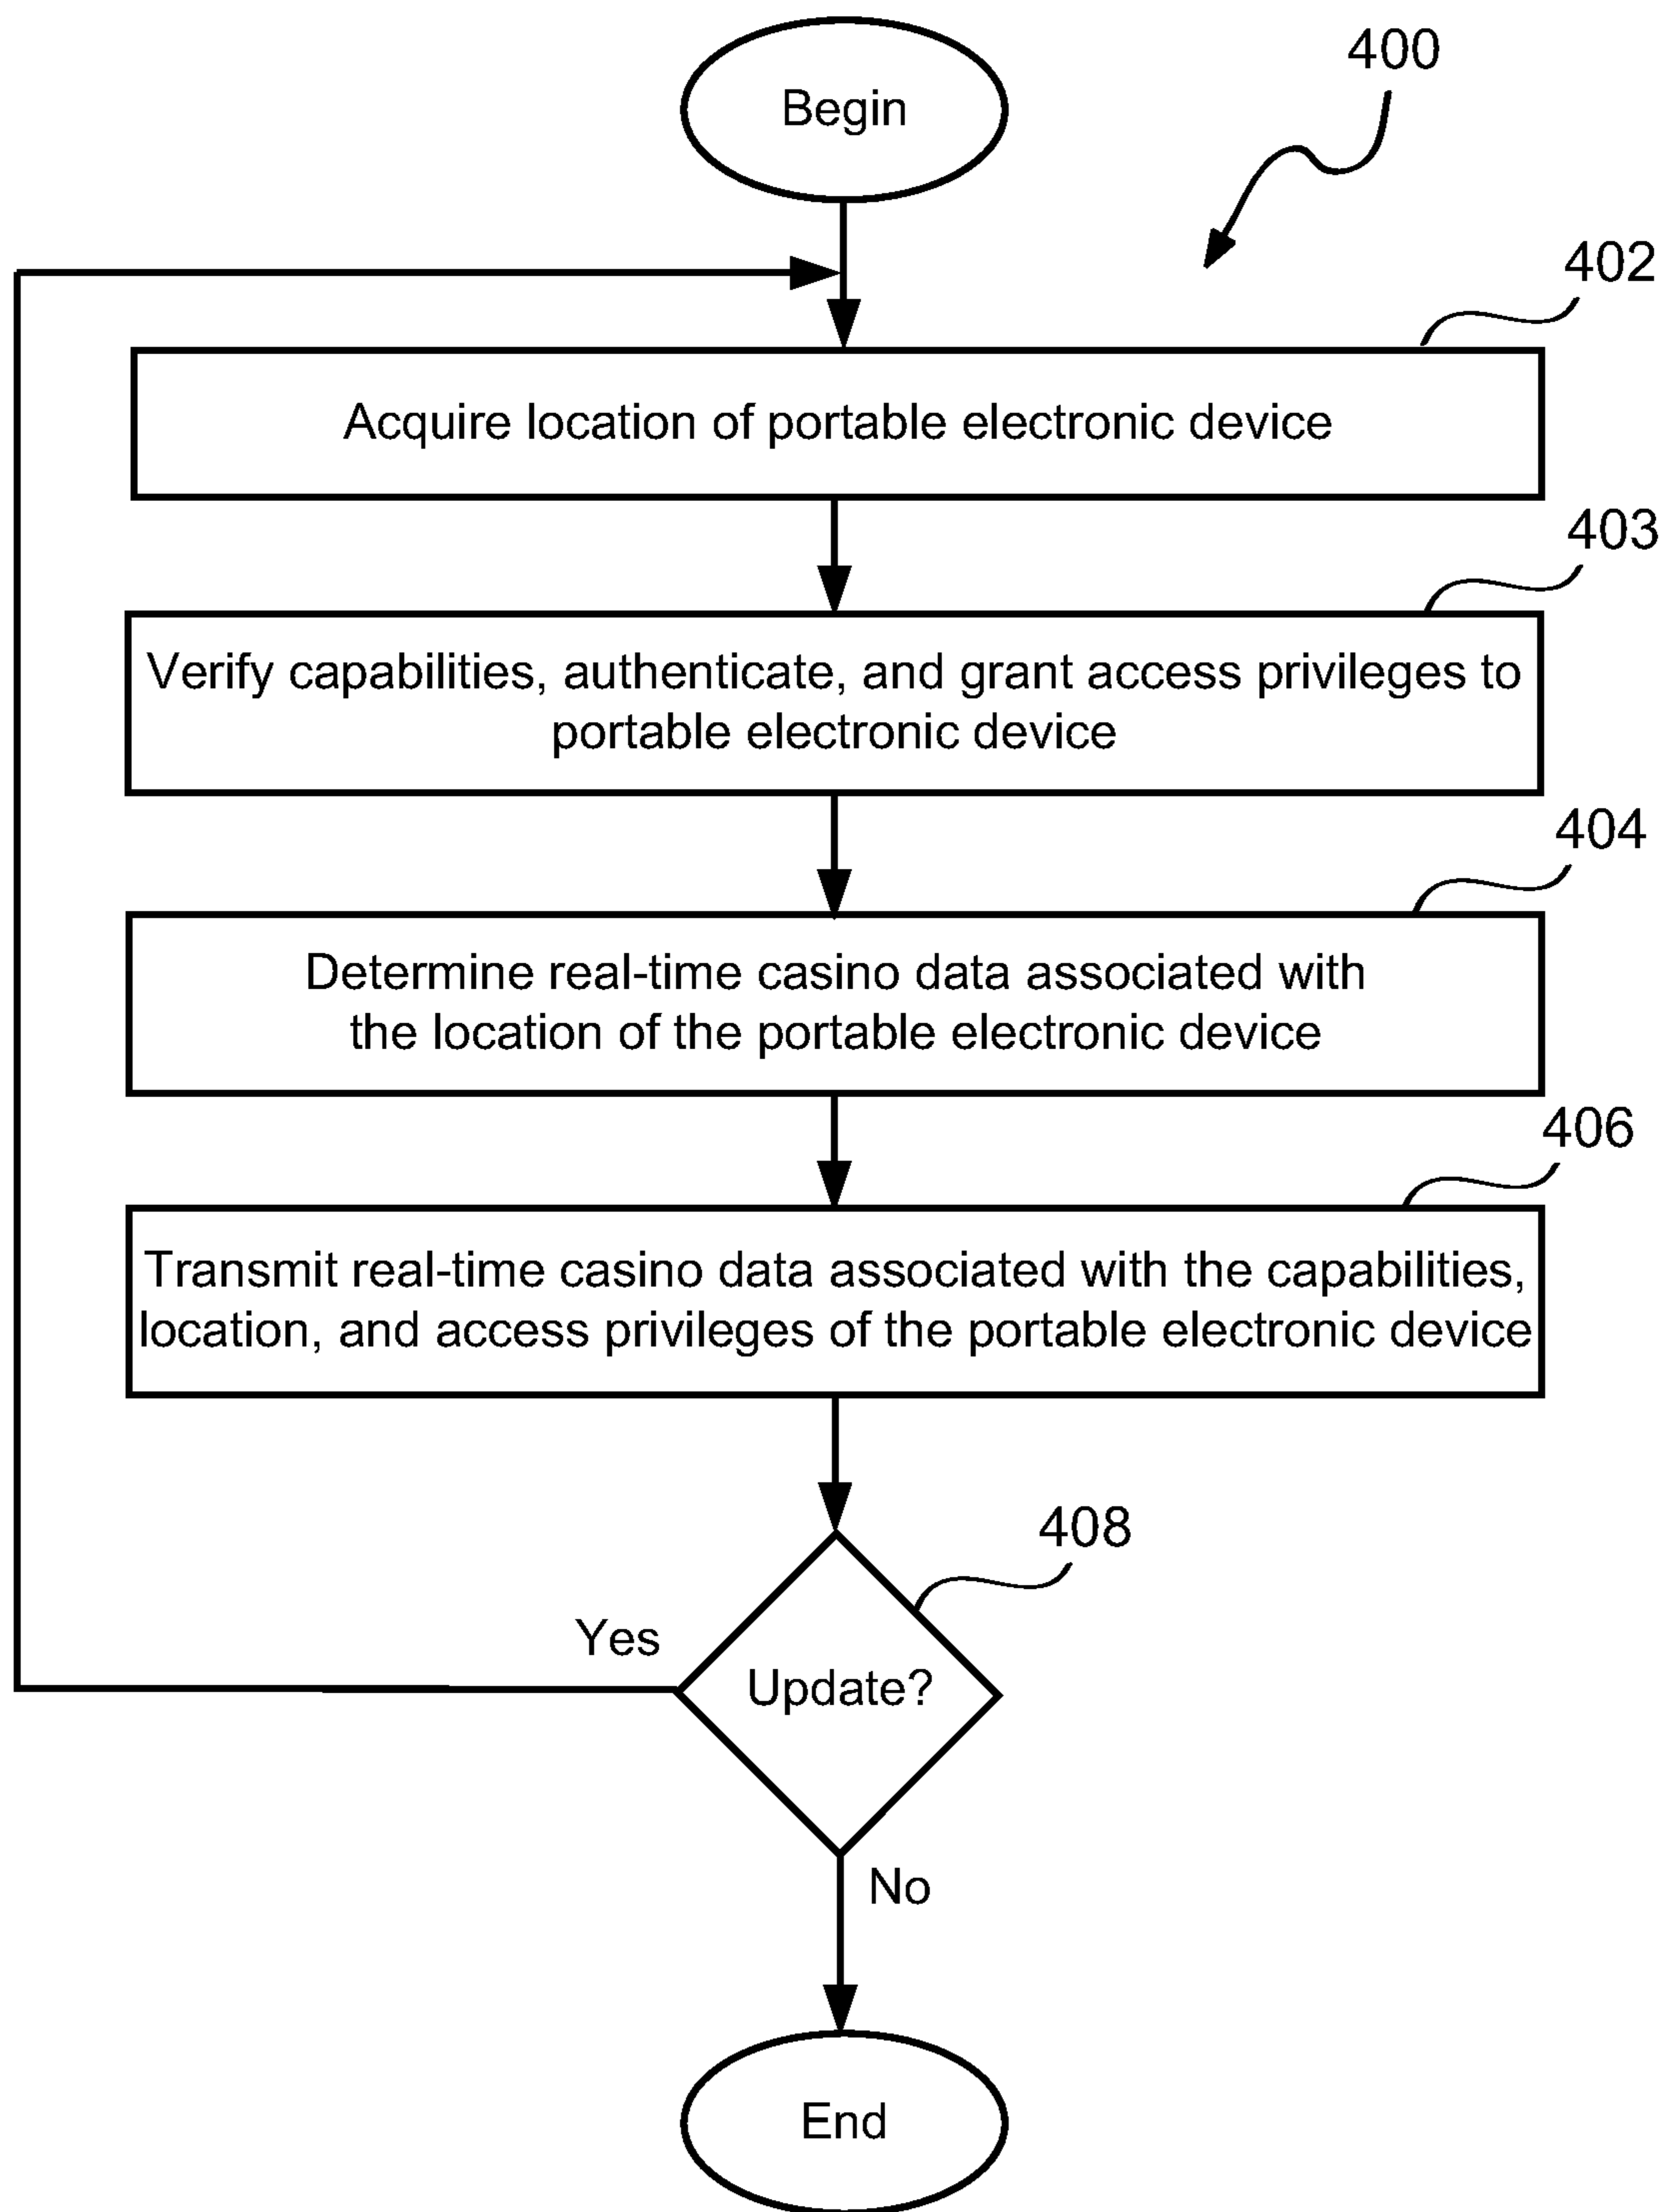 Begin
400
402
Acquire location of portable electronic device
403
Verify capabilities, authenticate, and grant access privileges to
portable electronic device
404
Determine real-time casino data associated with
the location of the portable electronic device
406
Transmit real-time casino data associated with the capabilities,
location, and access privileges of the portable electronic device
408
Yes
Update?
No
End